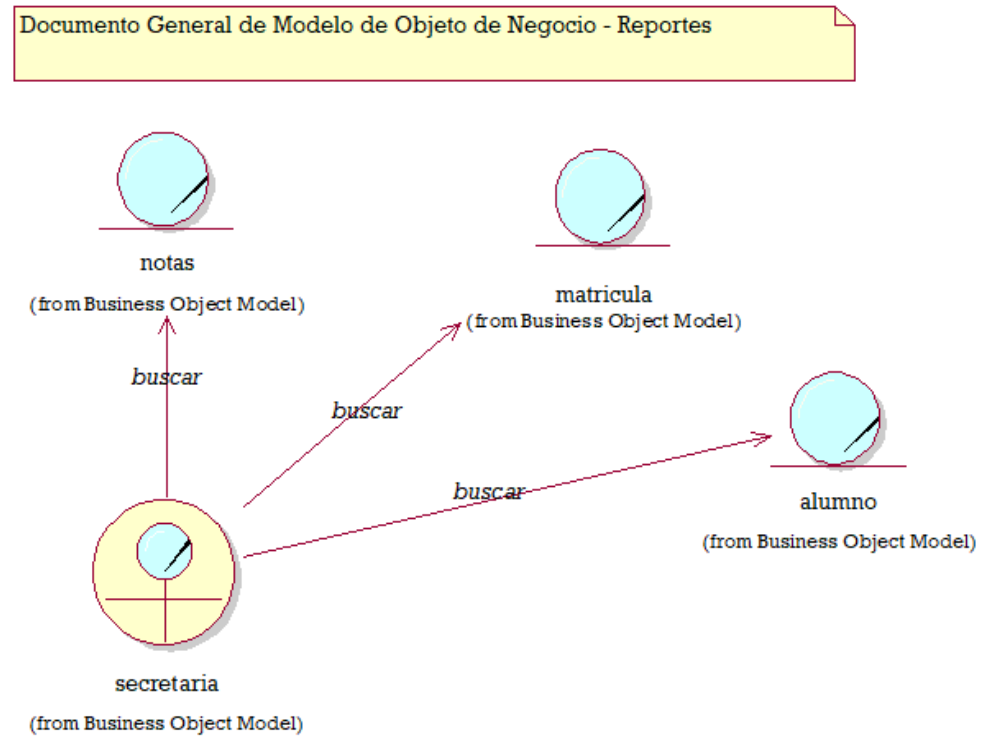 Documento General de Modelo de Objeto de Negocio - Reportes
notas
(from Business Object Model)
matricula
(from Business Object Model)
buscar
buscar
buscar
alumno
(from Business Object Model)
secretaria
(from Business Object Model)